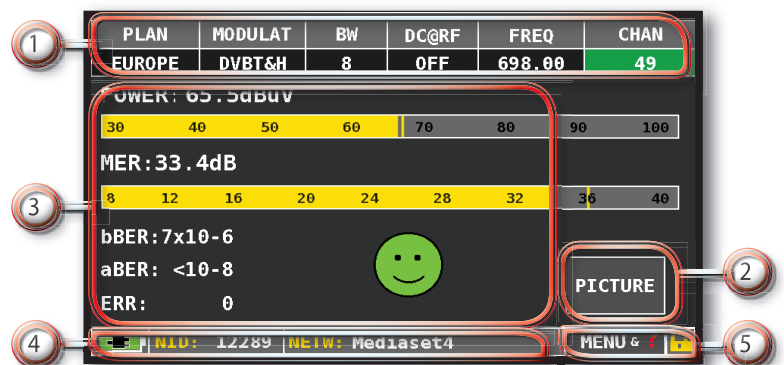 1
PLAN MODULAT BW DC@RF FREQ CHAN
EUROPE DVBT&H 8 OFF 698.00 49
POWER: 65.5dBuV
30 40 50 60 70 80 90 100
MER:33.4dB
8 12 16 20 24 28 32 36 40
3
bBER:7x10-6
aBER: <10-8
2
PICTURE
ERR: 0
4
NID: 12289 NETW: Mediaset4
MENU & ?
5